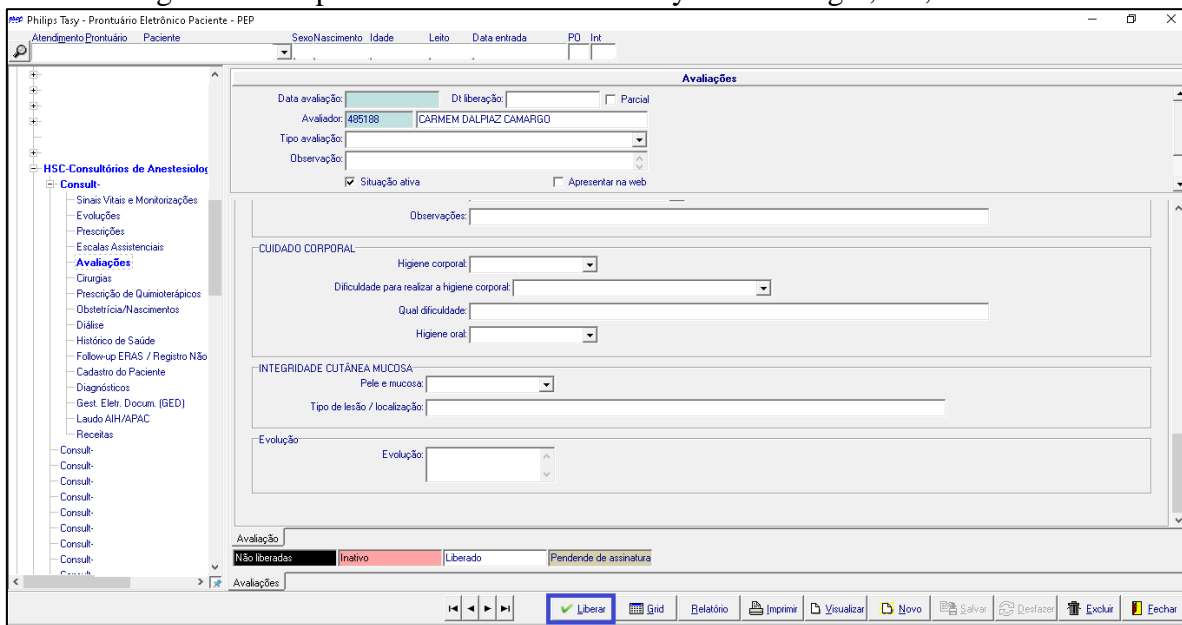 Philips Tasy - Prontuário Eletrônico Paciente - PEP
Atendimento Prontuário Paciente Sexo Nascimento Idade Leito Data entrada PO Int
HSC-Consultórios de Anestesiolog
Consult-
Sinais Vitais e Monitorizações
Evoluções
Prescrições
Escalas Assistenciais
Avaliações
Cirurgias
Prescrição de Quimioterápicos
Obstetrícia/Nascimentos
Diálise
Histórico de Saúde
Follow-up ERAS / Registro Não
Cadastro do Paciente
Diagnósticos
Gest. Eletr. Docum. (GED)
Laudo AIH/APAC
Receitas
Consult-
Consult-
Consult-
Consult-
Consult-
Consult-
Consult-
Consult-
Avaliações
Data avaliação: Dt liberação: Parcial
Avaliador: 485188 CARMEM DALPIAZ CAMARGO
Tipo avaliação:
Observação:
Situação ativa Apresentar na web
Observações:
CUIDADO CORPORAL
Higiene corporal:
Dificuldade para realizar a higiene corporal:
Qual dificuldade:
Higiene oral:
INTEGRIDADE CUTÂNEA MUCOSA
Pele e mucosa:
Tipo de lesão / localização:
Evolução
Evolução:
Avaliação
Não liberadas Inativo Liberado Pendende de assinatura
Avaliações
Liberar Grid Relatório Imprimir Visualizar Novo Salvar Desfazer Excluir Fechar